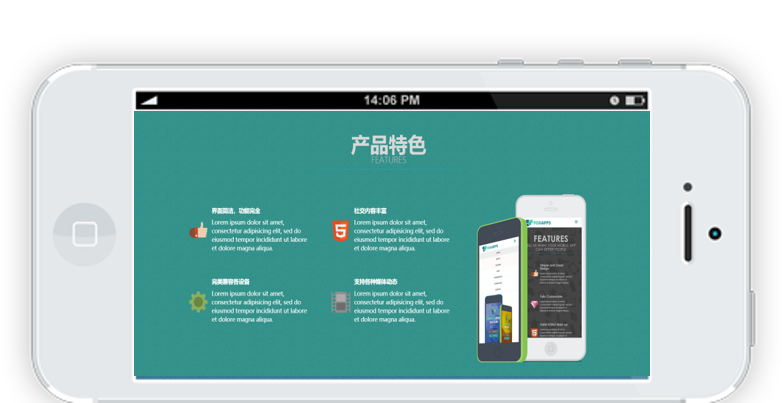 14:06 PM
产品特色
FEATURES
界面简洁，功能完全
Lorem ipsum dolor sit amet,
consectetur adipisicing elit, sed do
eiusmod tempor incididunt ut labore
et dolore magna aliqua.
社交内容丰富
Lorem ipsum dolor sit amet,
consectetur adipisicing elit, sed do
eiusmod tempor incididunt ut labore
et dolore magna aliqua.
完美兼容各设备
Lorem ipsum dolor sit amet,
consectetur adipisicing elit, sed do
eiusmod tempor incididunt ut labore
et dolore magna aliqua.
支持各种媒体动态
Lorem ipsum dolor sit amet,
consectetur adipisicing elit, sed do
eiusmod tempor incididunt ut labore
et dolore magna aliqua.
FEATURES